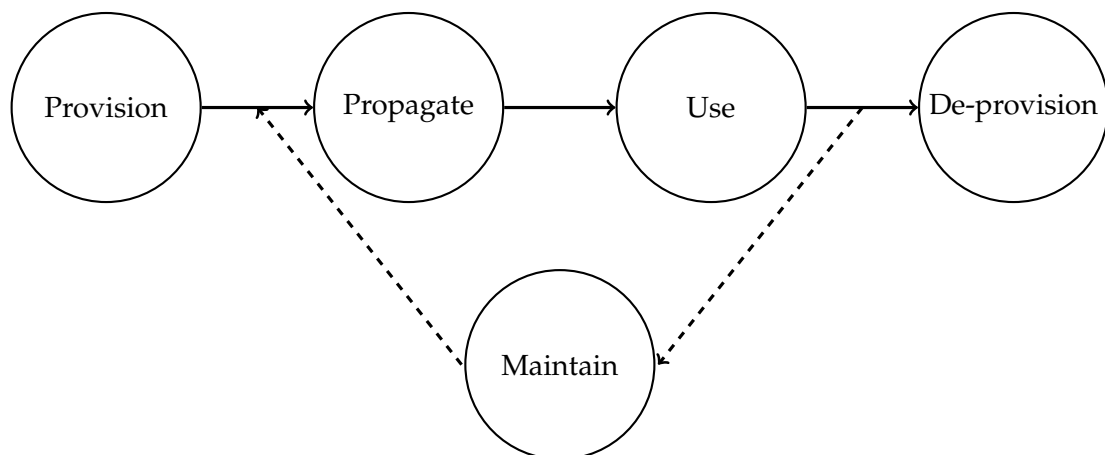 Provision
Propagate
Use
De-provision
Maintain